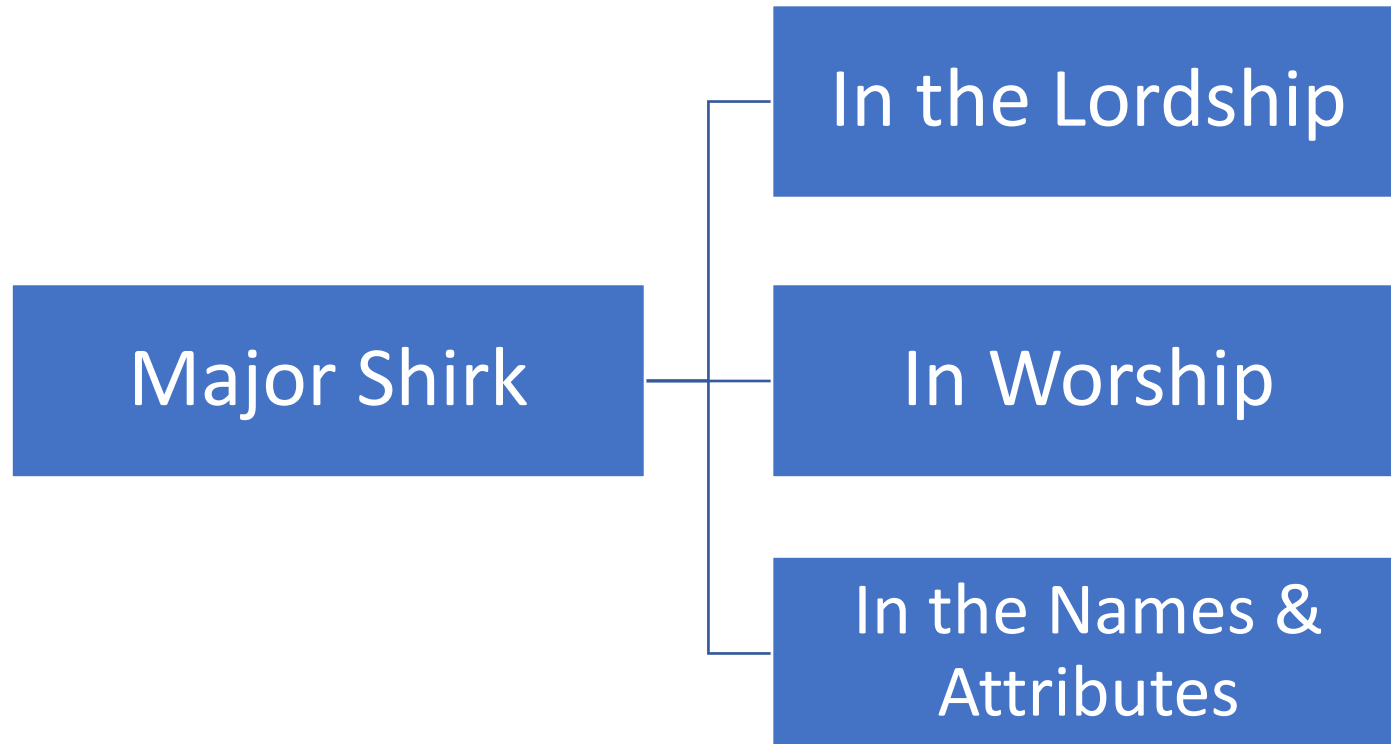 In the Lordship
Major Shirk
In Worship
In the Names &
Attributes